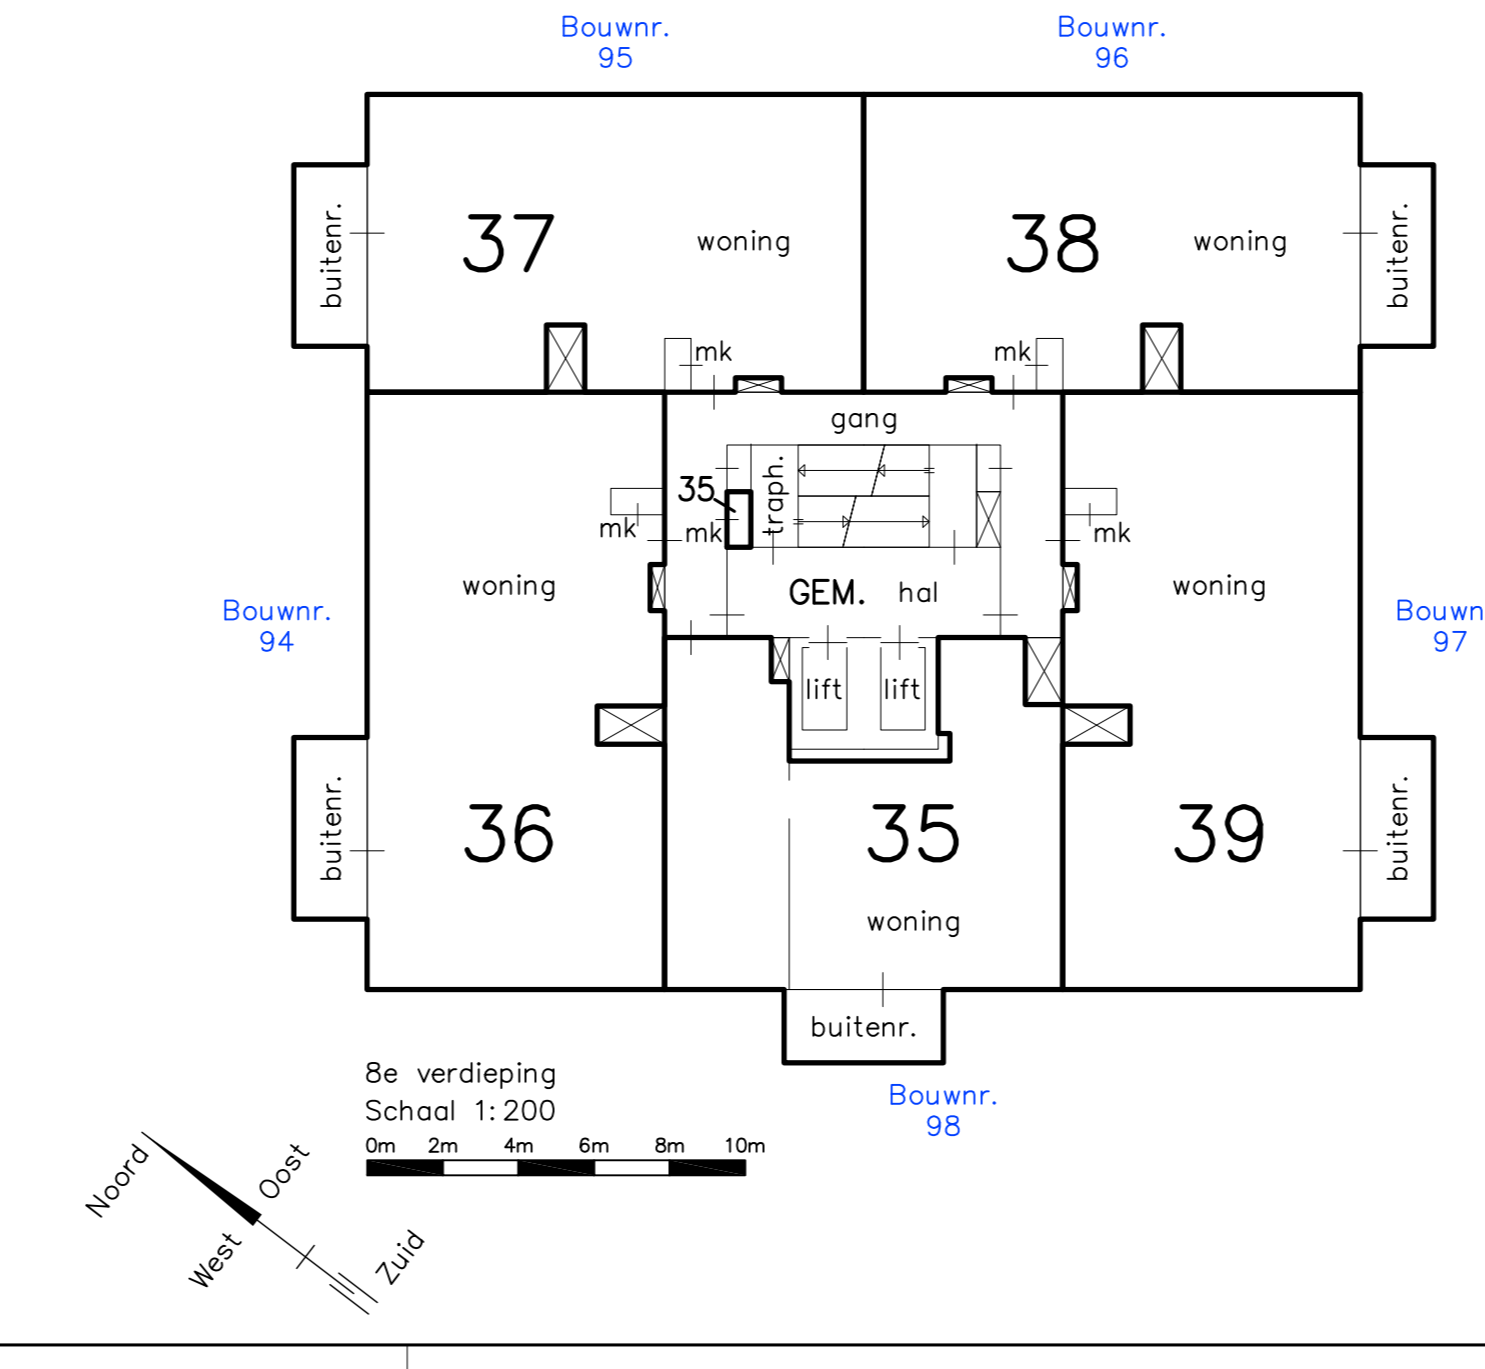 Bouwnr.
95
Bouwnr.
96
37
woning
38
woning
buitenr.
buitenr.
mk
mk
gang
traph.
35
mk
mk
mk
woning
GEM. hal
woning
Bouwnr.
94
Bouwn
97
lift
lift
36
35
39
buitenr.
buitenr.
woning
buitenr.
8e verdieping
Schaal 1:200
0m 2m 4m 6m 8m 10m
Bouwnr.
98
Noord
Oost
West
Zuid